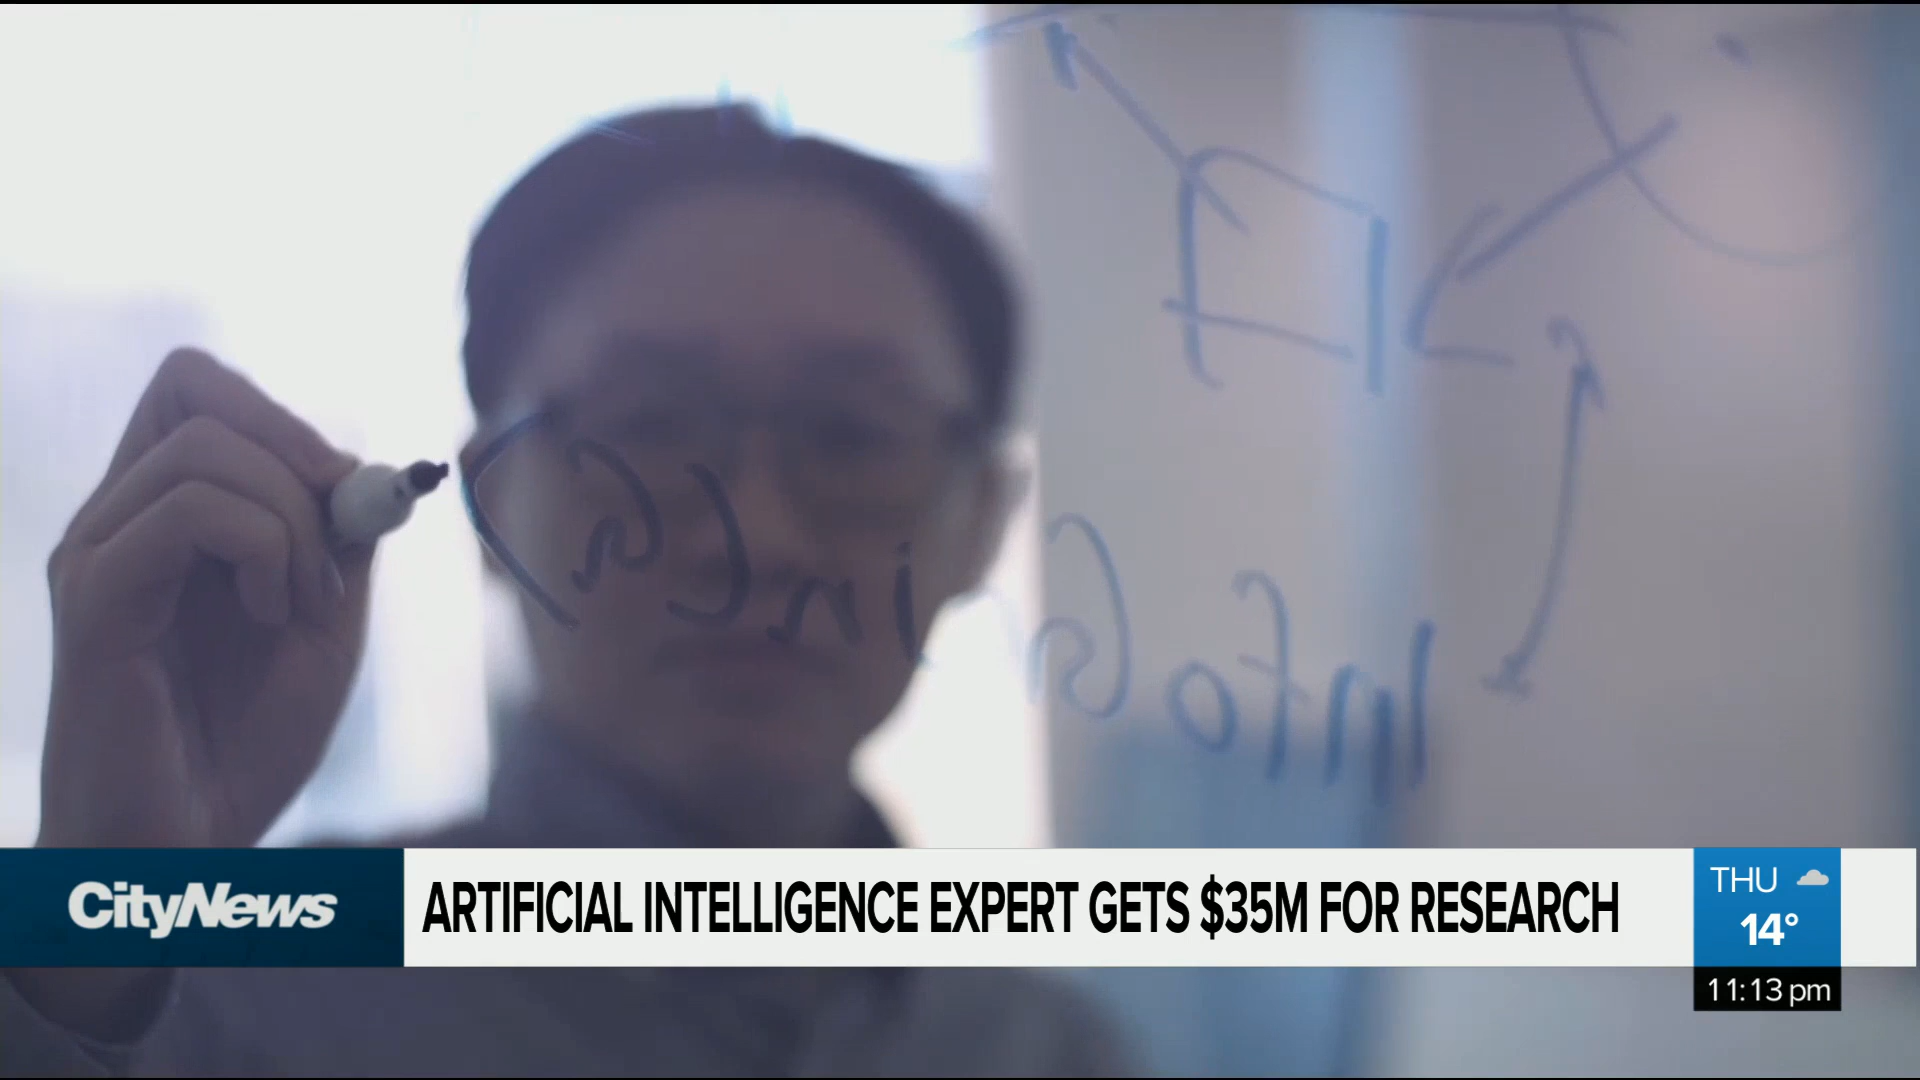 CityNews
ARTIFICIAL INTELLIGENCE EXPERT GETS $35M FOR RESEARCH
THU
14°
11:13 pm